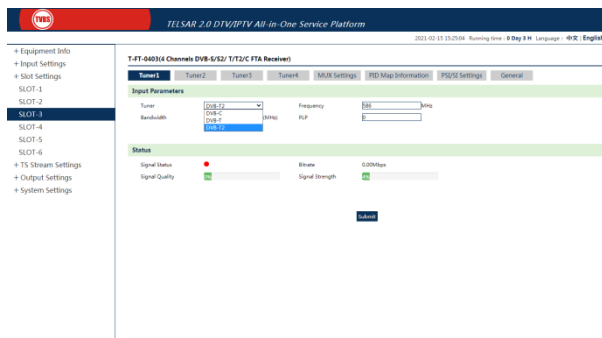 TVBS
TELSAR 2.0 DTV/IPTV All-in-One Service Platform
2021-02-15 15:25:04 Running time : 0 Day 3 H Language : 中文 | English
+ Equipment Info
+ Input Settings
+ Slot Settings
SLOT-1
SLOT-2
SLOT-3
SLOT-4
SLOT-5
SLOT-6
+ TS Stream Settings
+ Output Settings
+ System Settings
T-FT-0403(4 Channels DVB-S/S2/ T/T2/C FTA Receiver)
Tuner1 Tuner2 Tuner3 Tuner4 MUX Settings PID Map Information PSI/SI Settings General
Input Parameters
Tuner DVB-T2 Frequency 586 MHz
DVB-C
DVB-T
DVB-T2
Bandwidth (MHz) PLP 0
Status
Signal Status Bitrate 0.00Mbps
Signal Quality 0% Signal Strength 4%
Submit